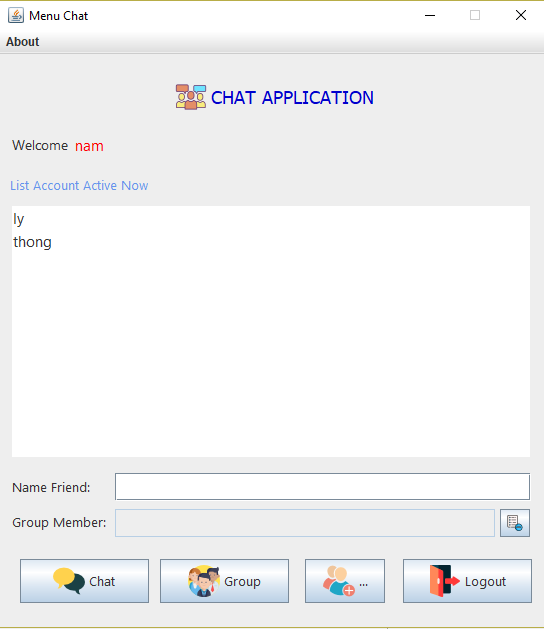 Menu Chat
About
CHAT APPLICATION
Welcome nam
List Account Active Now
ly
thong
Name Friend:
Group Member:
Chat Group ... Logout